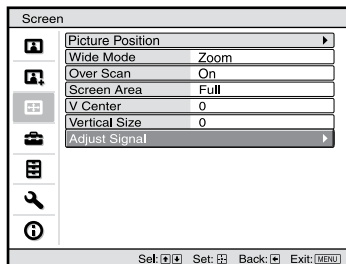 Screen
Picture Position
Wide Mode Zoom
Over Scan On
Screen Area Full
V Center 0
Vertical Size 0
Adjust Signal
Sel: Set: Back: Exit: MENU